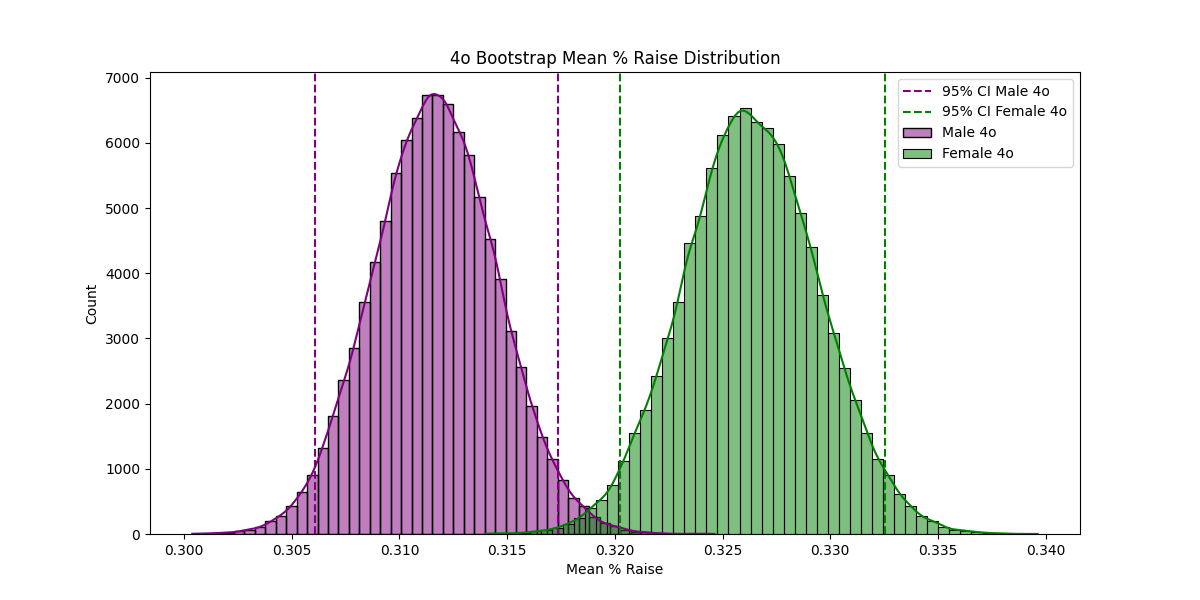 4o Bootstrap Mean % Raise Distribution
7000
6000
5000
4000
3000
2000
1000
0
Count
95% CI Male 4o
95% CI Female 4o
Male 4o
Female 4o
0.300 0.305 0.310 0.315 0.320 0.325 0.330 0.335 0.340
Mean % Raise